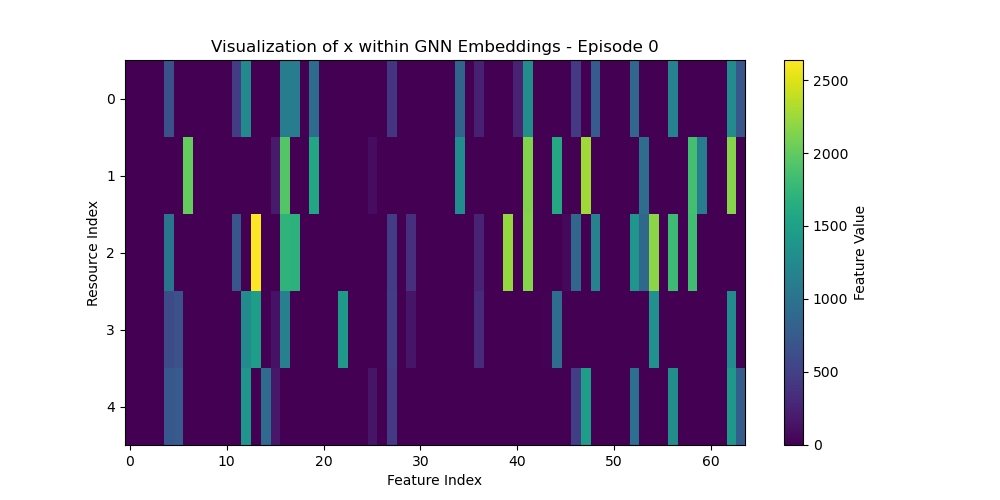 Visualization of x within GNN Embeddings - Episode 0
Resource Index
0
1
2
3
4
0 10 20 30 40 50 60
Feature Index
2500
2000
1500
1000
500
0
Feature Value